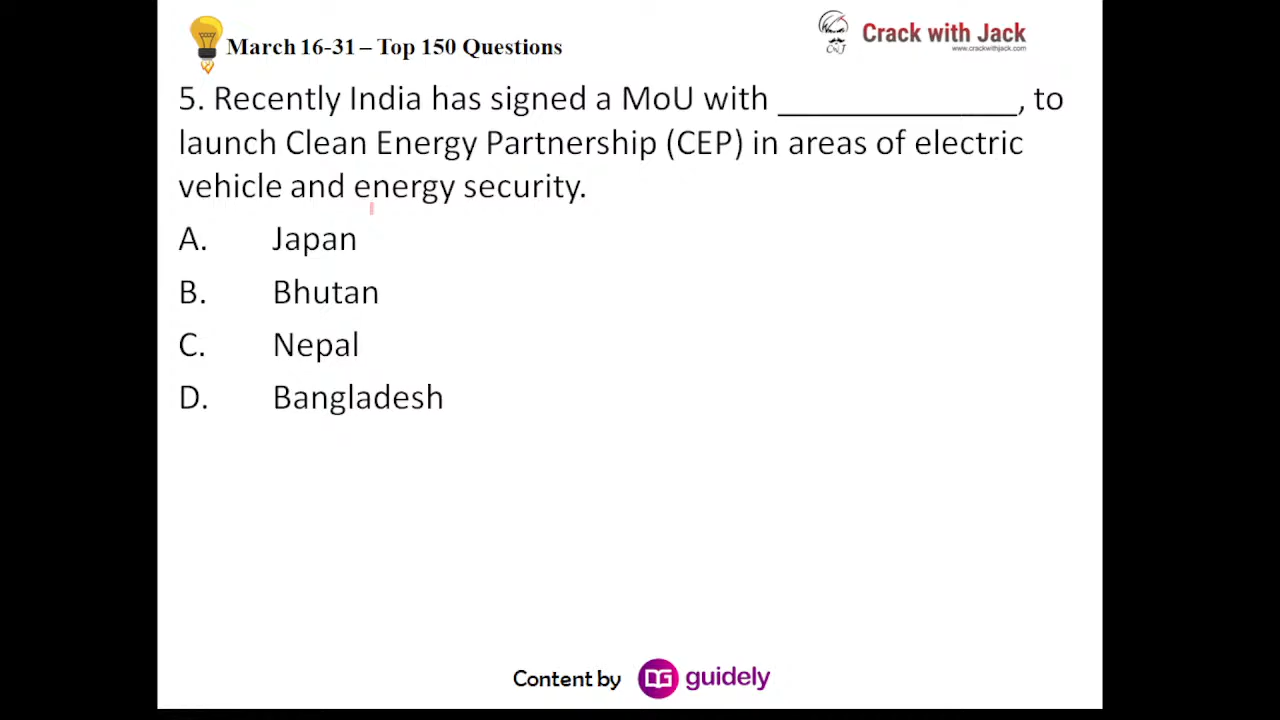 March 16-31 – Top 150 Questions
Crack with Jack
www.crackwithjack.com
CWJ
5. Recently India has signed a MoU with ______________, to
launch Clean Energy Partnership (CEP) in areas of electric
vehicle and energy security.
A. Japan
B. Bhutan
C. Nepal
D. Bangladesh
Content by guidely